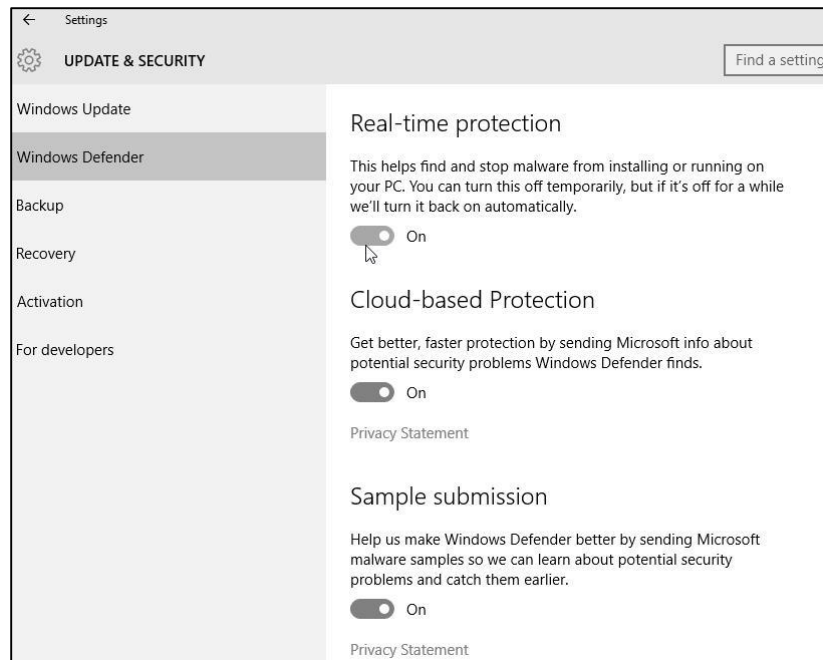 Settings
UPDATE & SECURITY
Find a setting
Windows Update
Windows Defender
Backup
Recovery
Activation
For developers
Real-time protection
This helps find and stop malware from installing or running on
your PC. You can turn this off temporarily, but if it's off for a while
we'll turn it back on automatically.
On
Cloud-based Protection
Get better, faster protection by sending Microsoft info about
potential security problems Windows Defender finds.
On
Privacy Statement
Sample submission
Help us make Windows Defender better by sending Microsoft
malware samples so we can learn about potential security
problems and catch them earlier.
On
Privacy Statement